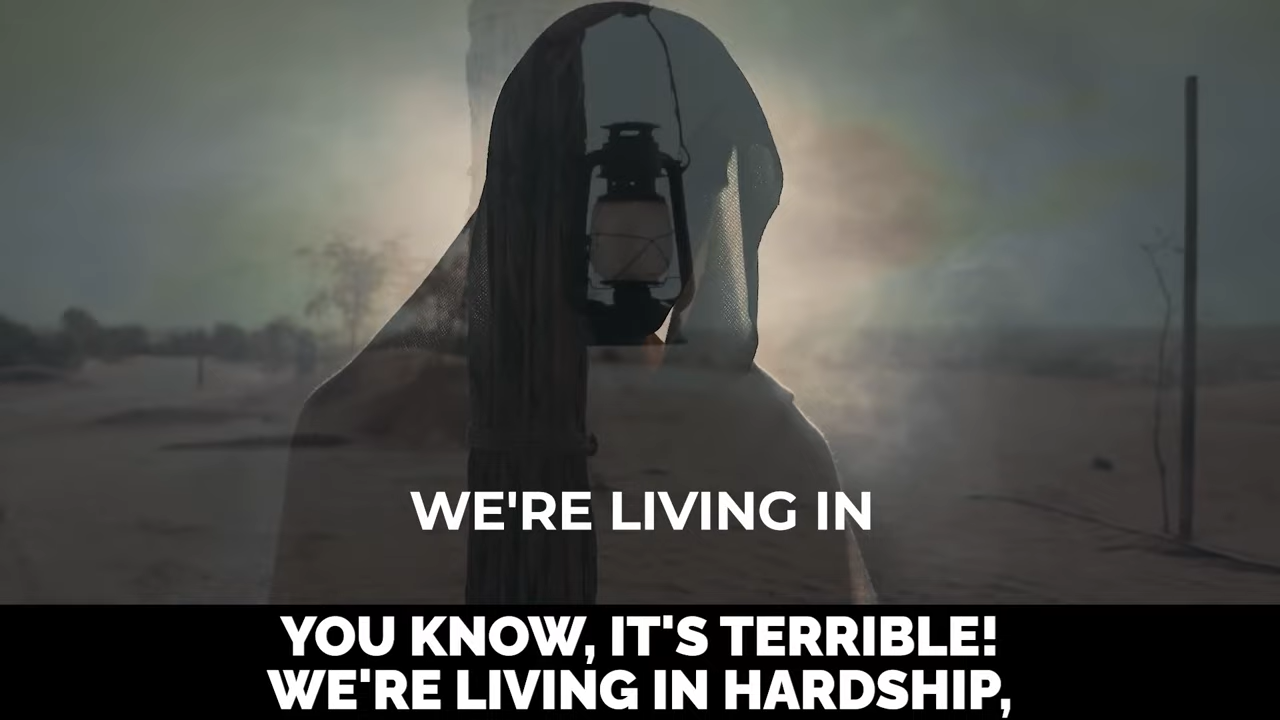 WE'RE LIVING IN
YOU KNOW, IT'S TERRIBLE!
WE'RE LIVING IN HARDSHIP,